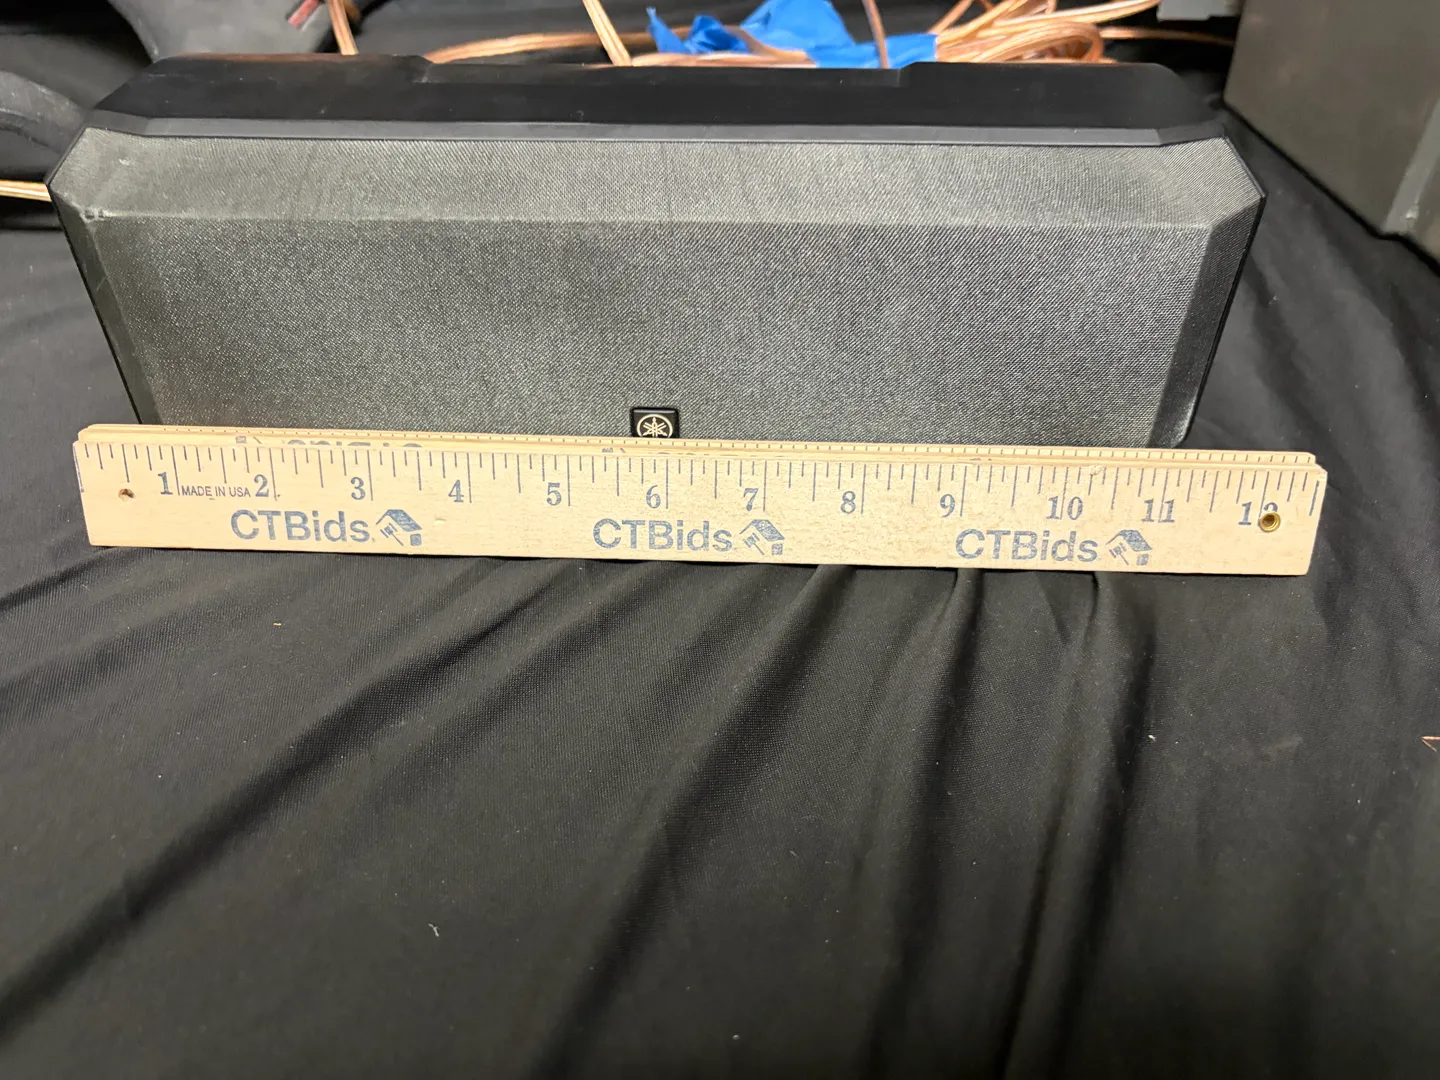 1 MADE IN USA 2 3 4 5 6 7 8 9 10 11 12
CTBids CTBids CTBids